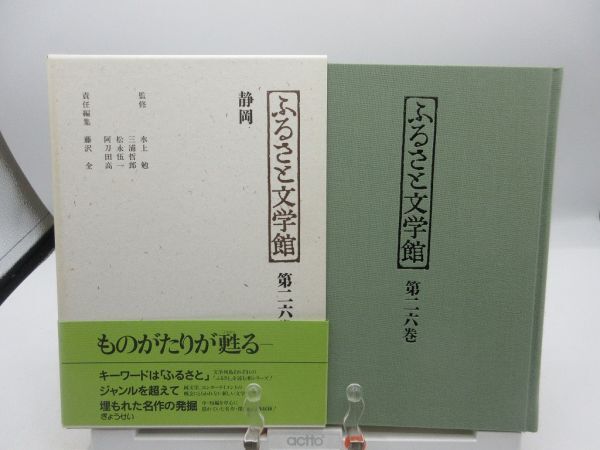 ふるさと文学館
第二六
静岡
監修
水上勉
三浦哲郎
松永伍一
阿刀田高
責任編集 藤沢全
ものがたりが甦る—
キーワードは「ふるさと」
ジャンルを超えて
埋もれた名作の発掘
ぎょうせい
ふるさと文学館
第二六巻
actto